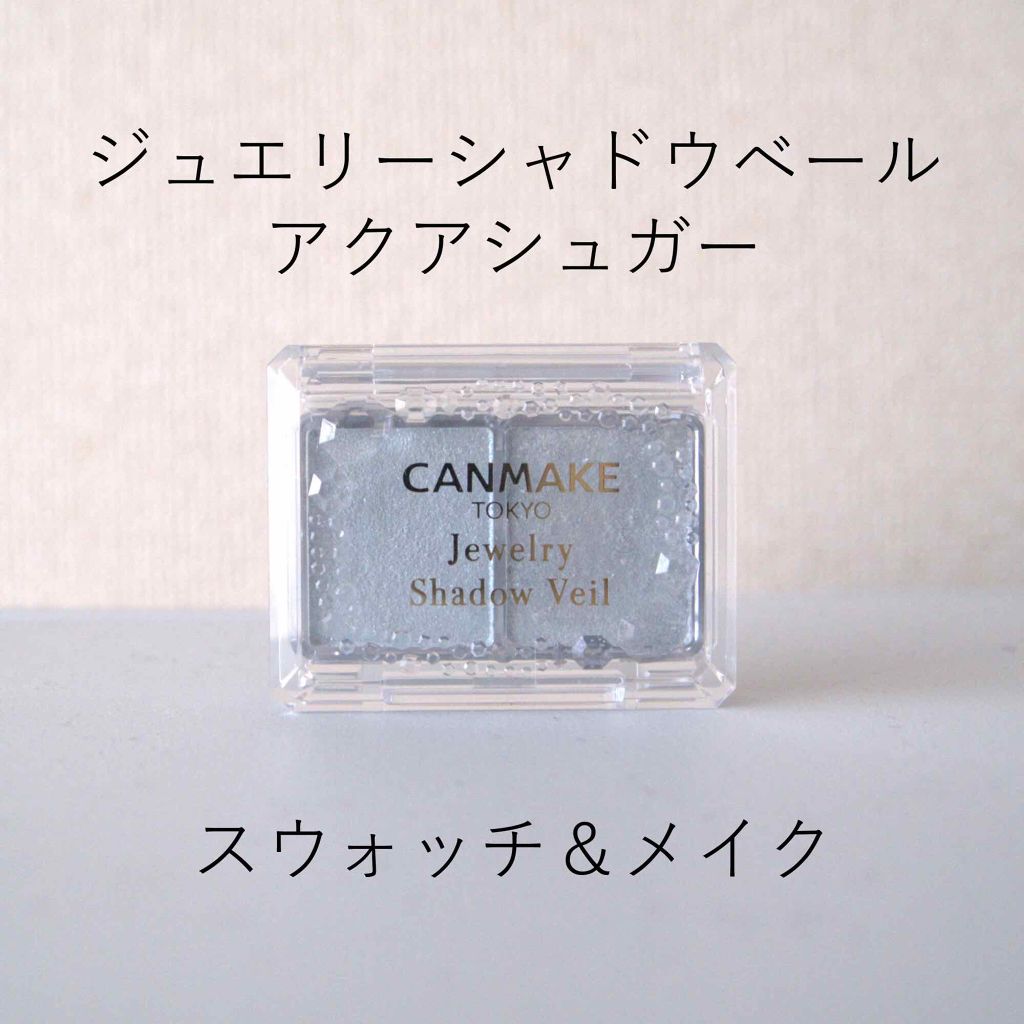 ジュエリーシャドウベール
アクアシュガー
CANMAKE
TOKYO
Jewelry
Shadow Veil
スウォッチ＆メイク